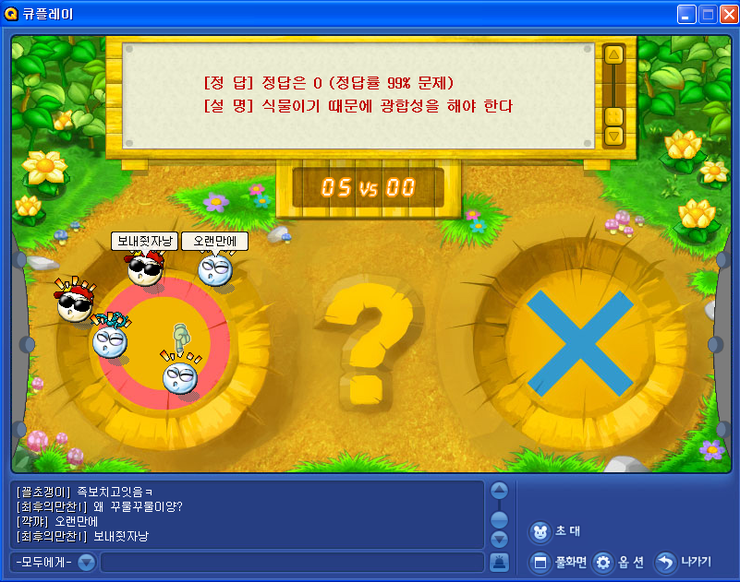 큐플레이
[정 답] 정답은 O (정답률 99% 문제)
[설 명] 식물이기 때문에 광합성을 해야 한다
05 VS 00
보내줫자낭
오랜만에
[꼴초갱이] 족보치고잇음ㅋ
[최후의만찬!] 왜 꾸물꾸물이양?
[꺅꺄] 오랜만에
[최후의만찬!] 보내줫자낭
초 대
-모두에게-
풀화면
옵 션
나가기